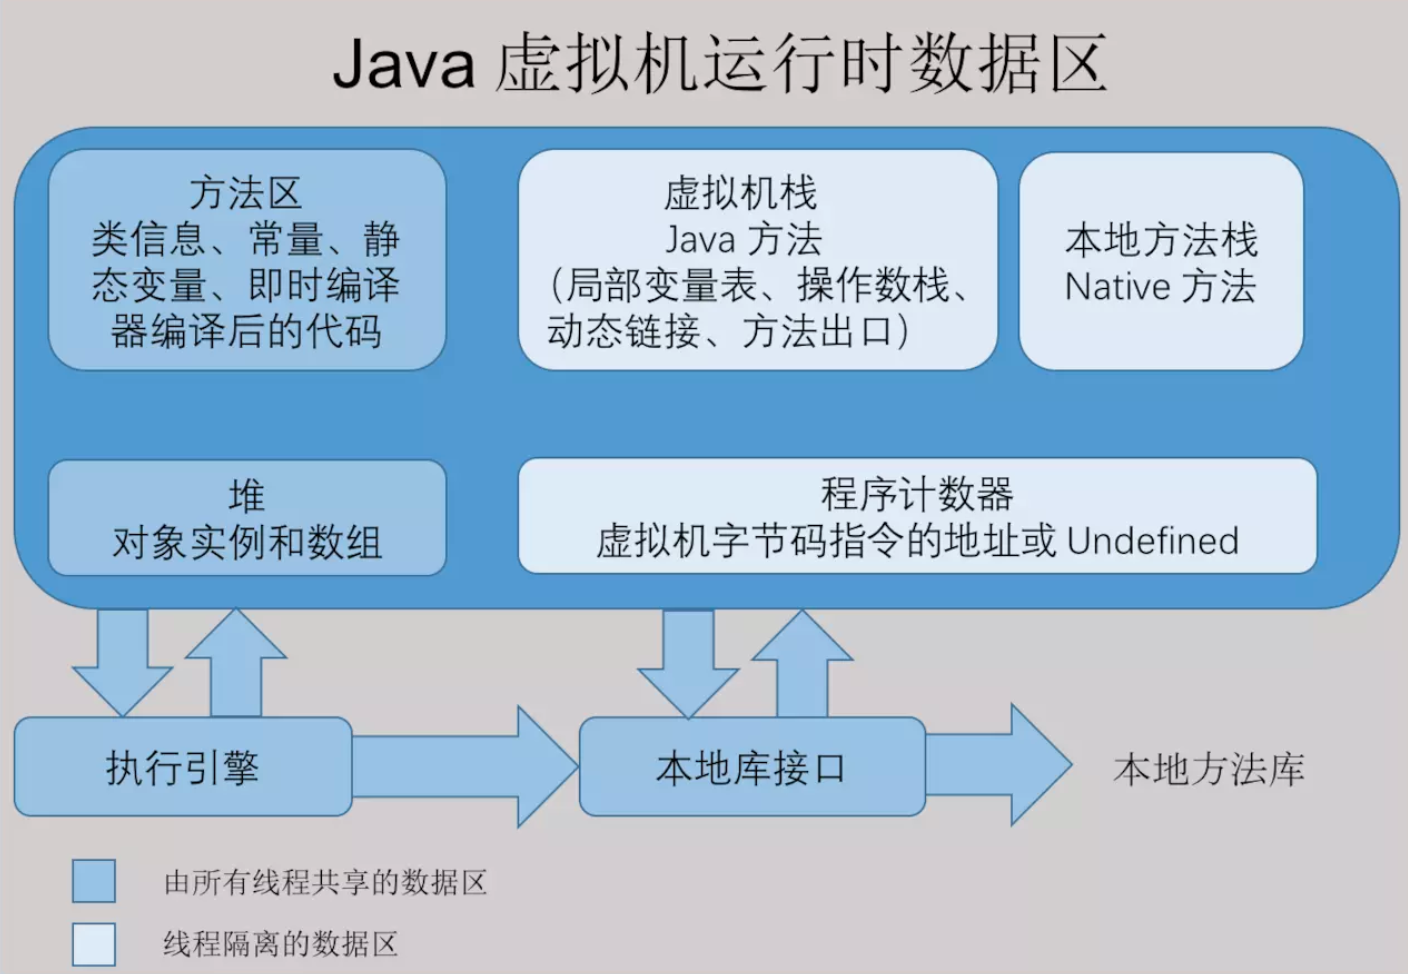 Java 虚拟机运行时数据区
方法区
类信息、常量、静
态变量、即时编译
器编译后的代码
虚拟机栈
Java 方法
（局部变量表、操作数栈、
动态链接、方法出口）
本地方法栈
Native 方法
堆
对象实例和数组
程序计数器
虚拟机字节码指令的地址或 Undefined
执行引擎
本地库接口
本地方法库
由所有线程共享的数据区
线程隔离的数据区